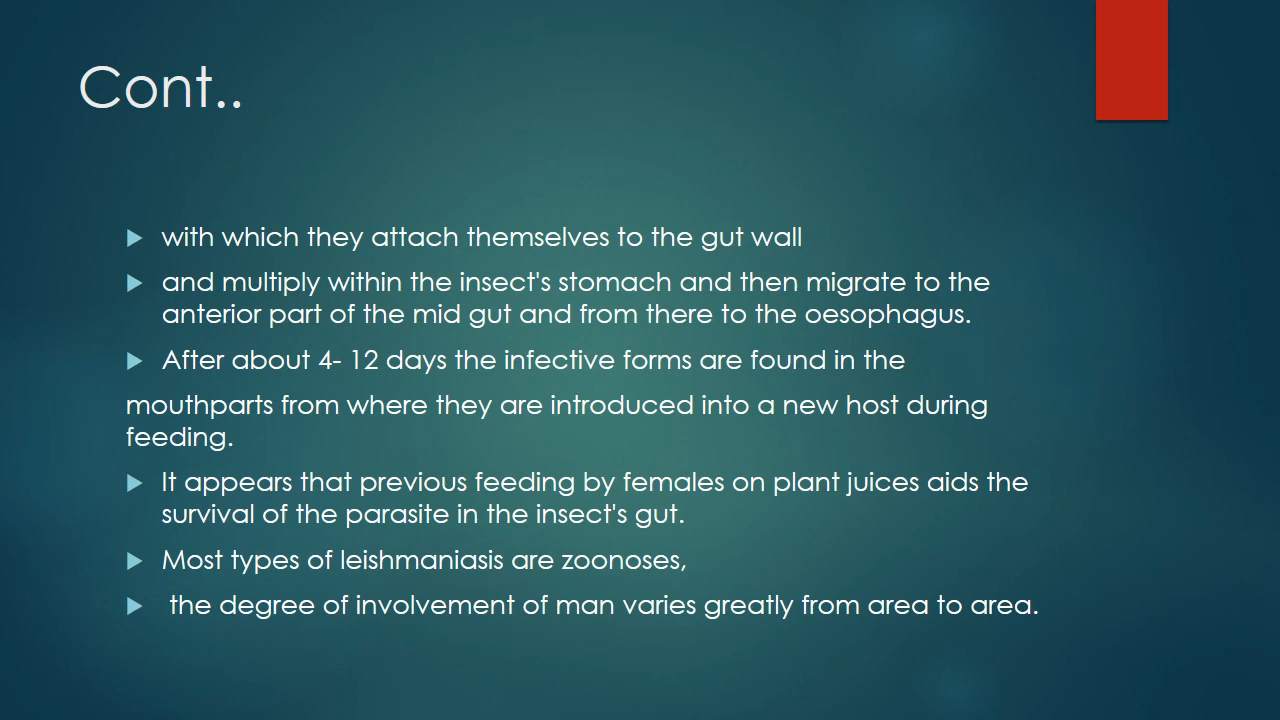 Cont..
with which they attach themselves to the gut wall
and multiply within the insect's stomach and then migrate to the
anterior part of the mid gut and from there to the oesophagus.
After about 4- 12 days the infective forms are found in the
mouthparts from where they are introduced into a new host during
feeding.
It appears that previous feeding by females on plant juices aids the
survival of the parasite in the insect's gut.
Most types of leishmaniasis are zoonoses,
the degree of involvement of man varies greatly from area to area.